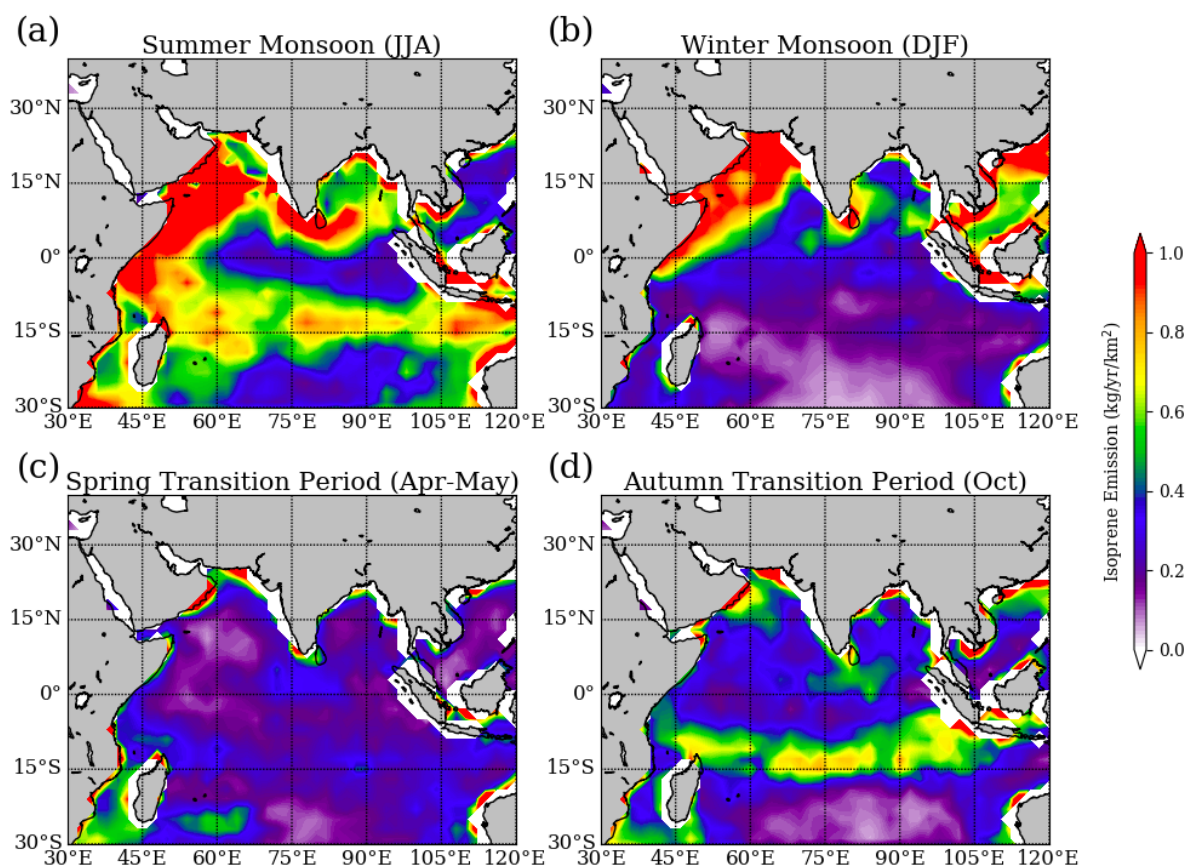 (a)
Summer Monsoon (JJA)
30°N
15°N
0°
15°S
30°S
30°E 45°E 60°E 75°E 90°E 105°E 120°E
(b)
Winter Monsoon (DJF)
30°N
15°N
0°
15°S
30°S
30°E 45°E 60°E 75°E 90°E 105°E 120°E
(c)
Spring Transition Period (Apr-May)
30°N
15°N
0°
15°S
30°S
30°E 45°E 60°E 75°E 90°E 105°E 120°E
(d)
Autumn Transition Period (Oct)
30°N
15°N
0°
15°S
30°S
30°E 45°E 60°E 75°E 90°E 105°E 120°E
Isoprene Emission (kg/yr/km²)
1.0
0.8
0.6
0.4
0.2
0.0